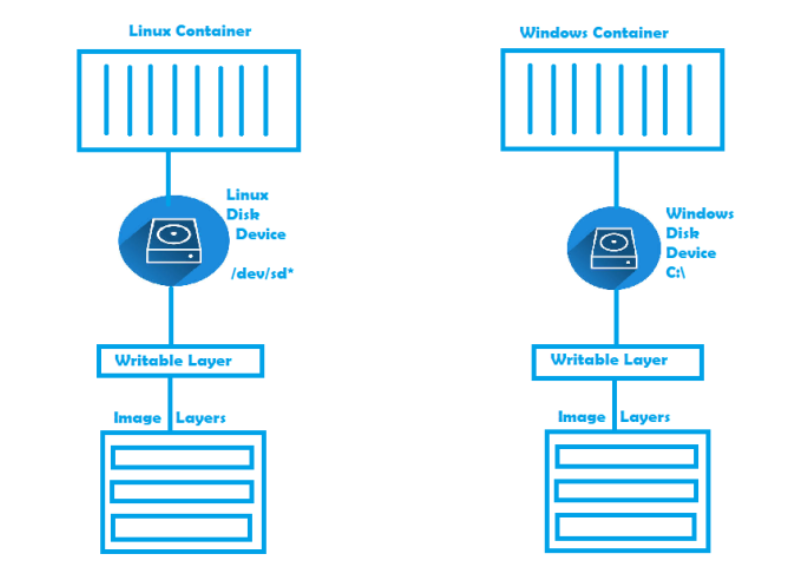 Linux Container
Linux
Disk
Device
/dev/sd*
Writable Layer
Image Layers
Windows Container
Windows
Disk
Device
C:\
Writable Layer
Image Layers